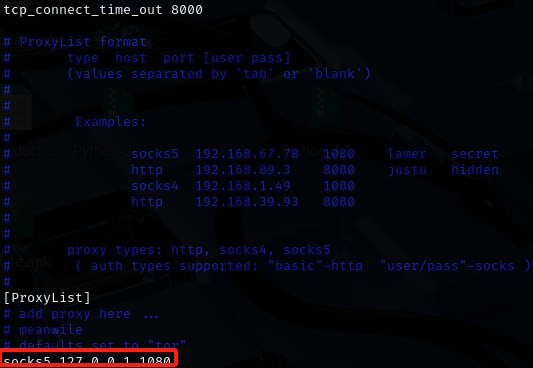 tcp_connect_time_out 8000
# ProxyList format
#       type  host  port [user pass]
#       (values separated by 'tab' or 'blank')
#
#
#        Examples:
#
#               socks5  192.168.67.78   1080    lamer   secret
#               http    192.168.89.3    8080    justu   hidden
#               socks4  192.168.1.49    1080
#               http    192.168.39.93   8080
#
#
#       proxy types: http, socks4, socks5
#        ( auth types supported: "basic"-http  "user/pass"-socks )
#
[ProxyList]
# add proxy here ...
# meanwile
# defaults set to "tor"
socks5 127.0.0.1 1080